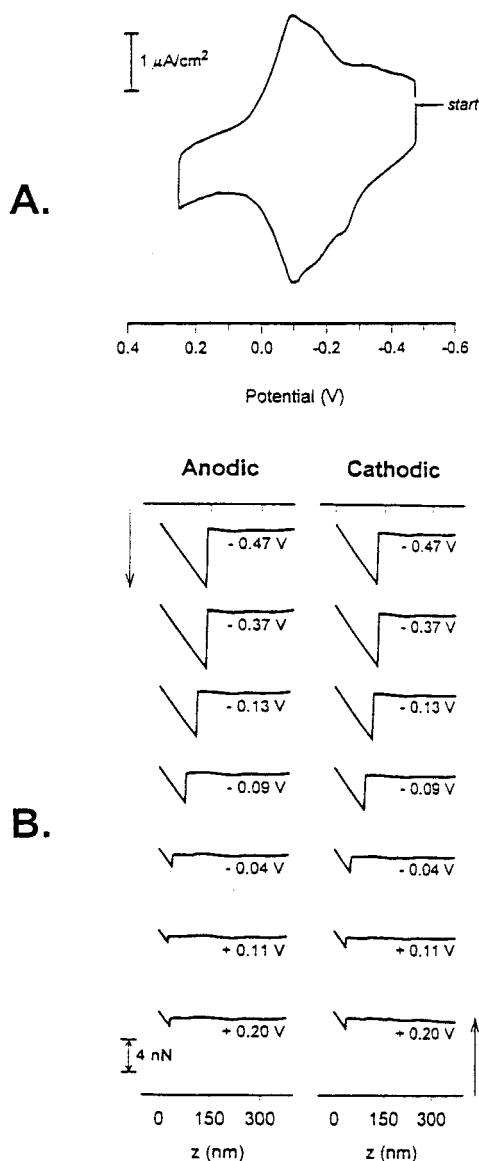 1 μA/cm²
start
A.
0.4 0.2 0.0 -0.2 -0.4 -0.6
Potential (V)
Anodic Cathodic
- 0.47 V - 0.47 V
- 0.37 V - 0.37 V
- 0.13 V - 0.13 V
- 0.09 V - 0.09 V
B.
- 0.04 V - 0.04 V
+ 0.11 V + 0.11 V
+ 0.20 V + 0.20 V
4 nN
0 150 300 0 150 300
z (nm) z (nm)